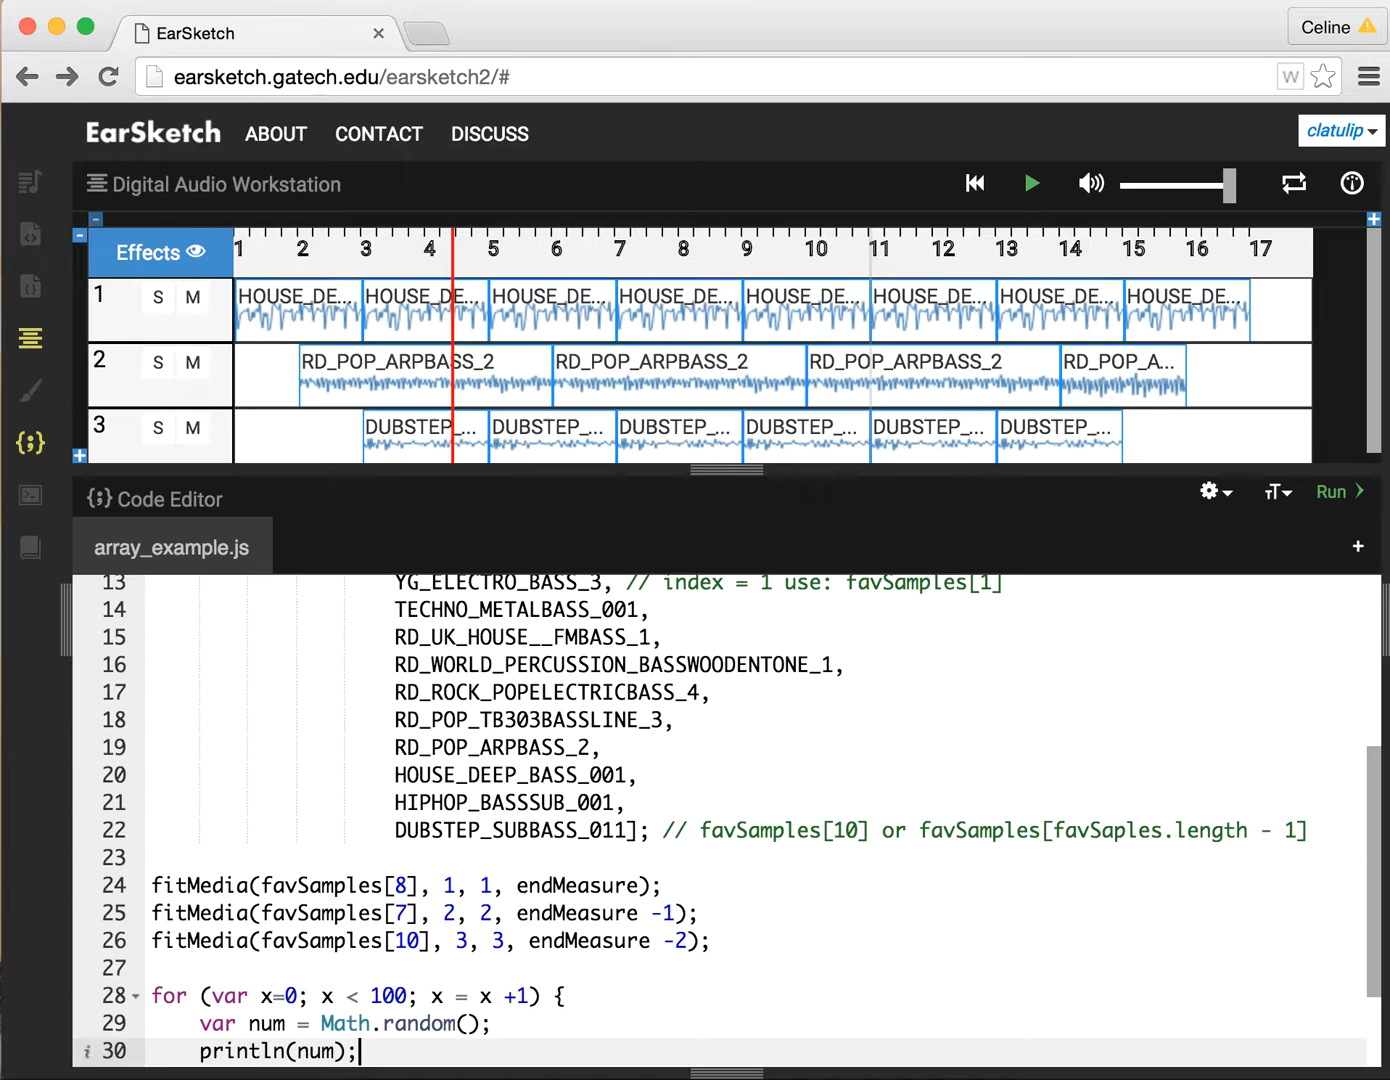 EarSketch
Celine
earsketch.gatech.edu/earsketch2/#
W
EarSketch ABOUT CONTACT DISCUSS
clatulip
Digital Audio Workstation
Effects 1 2 3 4 5 6 7 8 9 10 11 12 13 14 15 16 17
1 S M HOUSE_DE... HOUSE_DE... HOUSE_DE... HOUSE_DE... HOUSE_DE... HOUSE_DE... HOUSE_DE... HOUSE_DE...
2 S M RD_POP_ARPBASS_2 RD_POP_ARPBASS_2 RD_POP_ARPBASS_2 RD_POP_A...
3 S M DUBSTEP_... DUBSTEP_... DUBSTEP_... DUBSTEP_... DUBSTEP_... DUBSTEP_...
{;} Code Editor
Run
array_example.js
13 YG_ELECTRO_BASS_3, // index = 1 use: favSamples[1]
14 TECHNO_METALBASS_001,
15 RD_UK_HOUSE__FMBASS_1,
16 RD_WORLD_PERCUSSION_BASSWOODENTONE_1,
17 RD_ROCK_POPELECTRICBASS_4,
18 RD_POP_TB303BASSLINE_3,
19 RD_POP_ARPBASS_2,
20 HOUSE_DEEP_BASS_001,
21 HIPHOP_BASSSUB_001,
22 DUBSTEP_SUBBASS_011]; // favSamples[10] or favSamples[favSaples.length - 1]
23
24 fitMedia(favSamples[8], 1, 1, endMeasure);
25 fitMedia(favSamples[7], 2, 2, endMeasure -1);
26 fitMedia(favSamples[10], 3, 3, endMeasure -2);
27
28 for (var x=0; x < 100; x = x +1) {
29 var num = Math.random();
30 println(num);